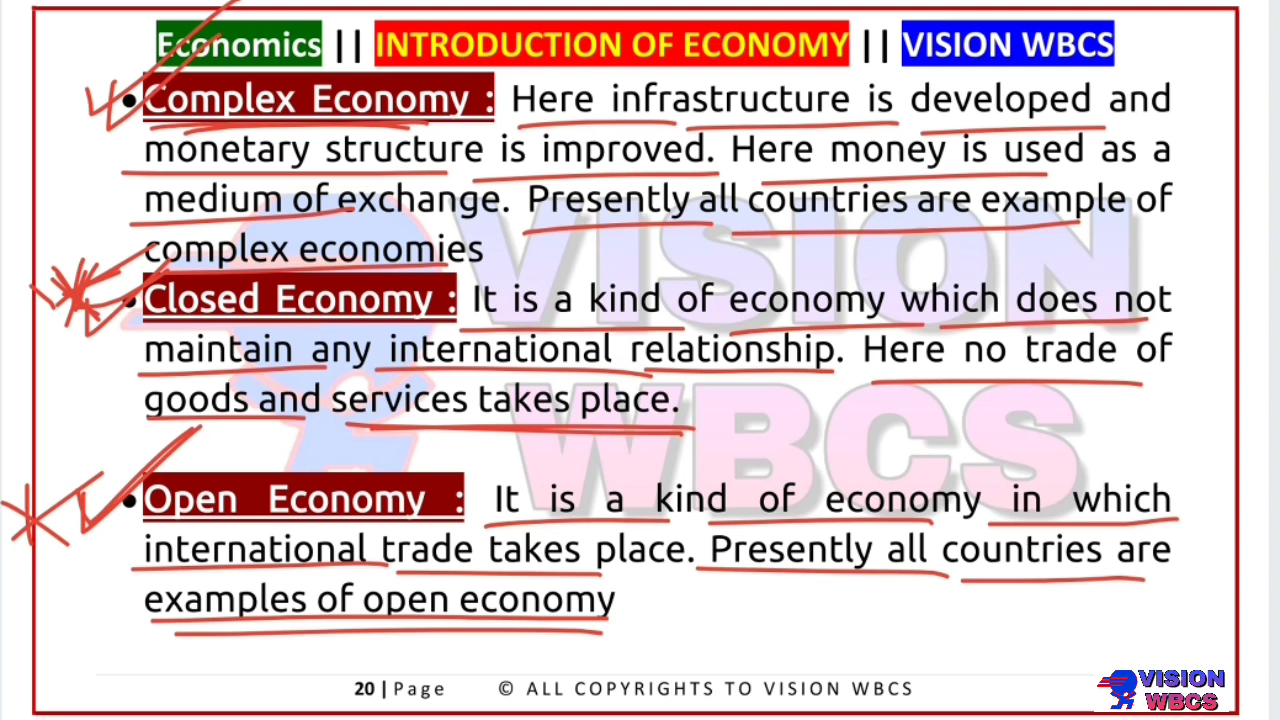 Economics || INTRODUCTION OF ECONOMY || VISION WBCS
• Complex Economy : Here infrastructure is developed and
monetary structure is improved. Here money is used as a
medium of exchange. Presently all countries are example of
complex economies
• Closed Economy : It is a kind of economy which does not
maintain any international relationship. Here no trade of
goods and services takes place.
• Open Economy : It is a kind of economy in which
international trade takes place. Presently all countries are
examples of open economy
VISION
WBCS
20 | Page © ALL COPYRIGHTS TO VISION WBCS
VISION
WBCS